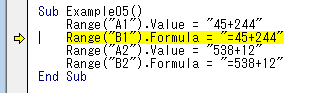 Sub Example05()
    Range("A1").Value = "45+244"
    Range("B1").Formula = "=45+244"
    Range("A2").Value = "538+12"
    Range("B2").Formula = "=538+12"
End Sub